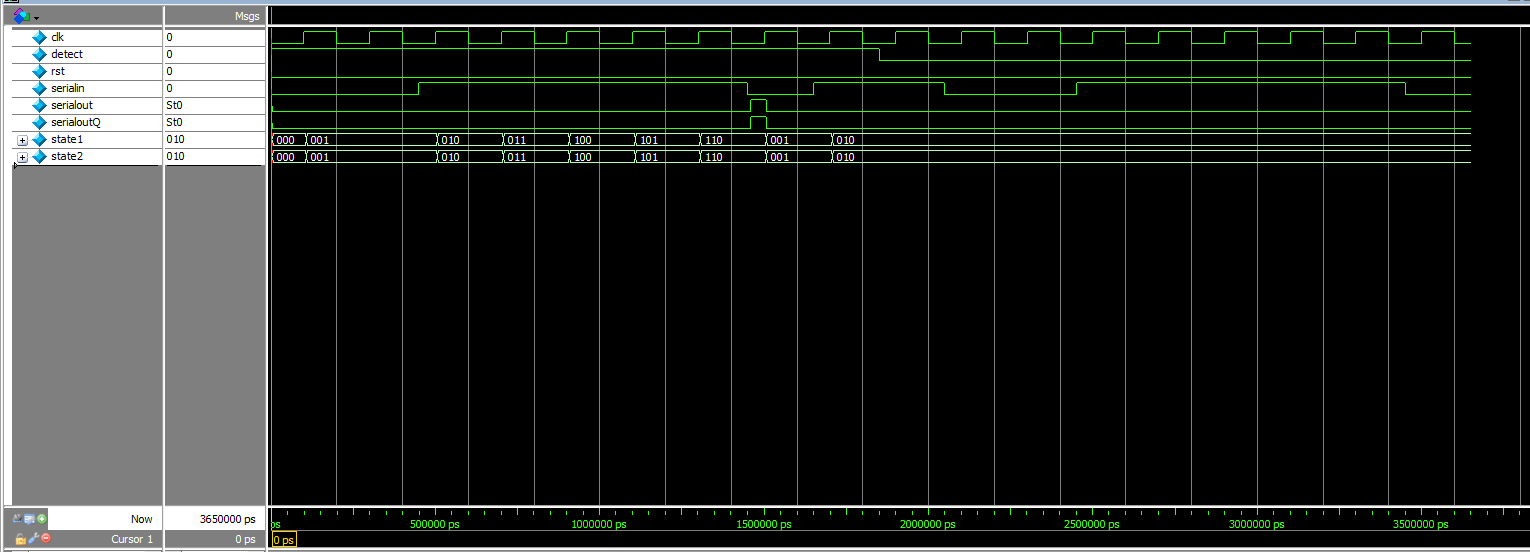 Msgs
clk 0
detect 0
rst 0
serialin 0
serialout St0
serialoutQ St0
state1 010 000 001 010 011 100 101 110 001 010
state2 010 000 001 010 011 100 101 110 001 010
Now 3650000 ps ps 500000 ps 1000000 ps 1500000 ps 2000000 ps 2500000 ps 3000000 ps 3500000 ps
Cursor 1 0 ps 0 ps